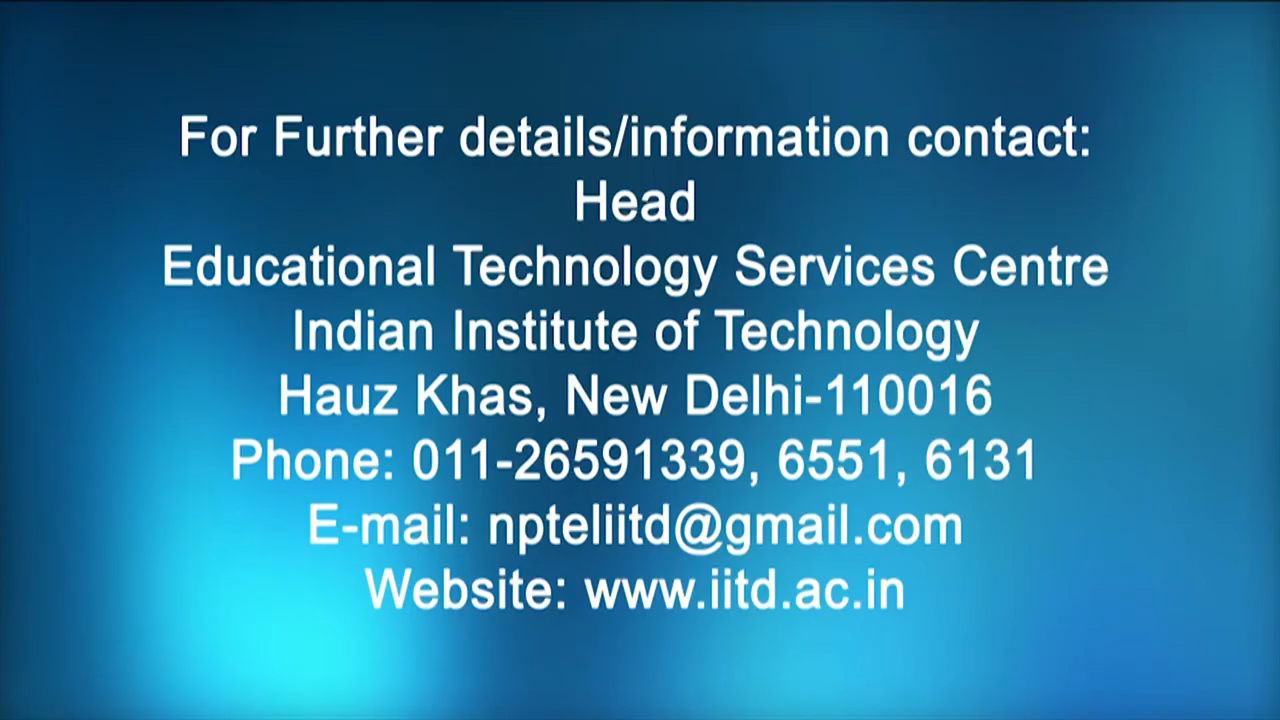 For Further details/information contact:
Head
Educational Technology Services Centre
Indian Institute of Technology
Hauz Khas, New Delhi-110016
Phone: 011-26591339, 6551, 6131
E-mail: npteliitd@gmail.com
Website: www.iitd.ac.in